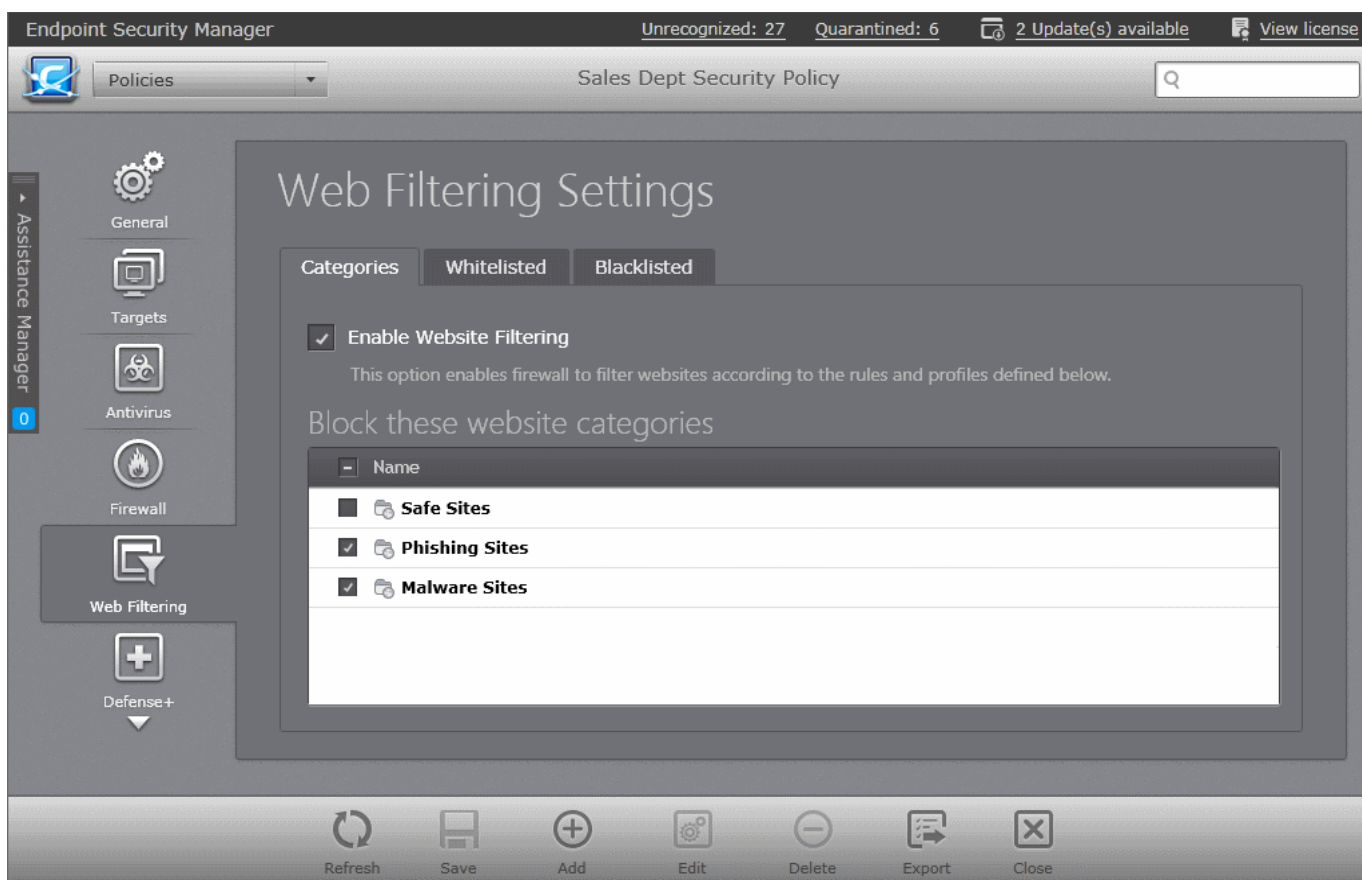 Endpoint Security Manager
Unrecognized: 27
Quarantined: 6
2 Update(s) available
View license
Policies
Sales Dept Security Policy
Assistance Manager
0
General
Targets
Antivirus
Firewall
Web Filtering
Defense+
Web Filtering Settings
Categories
Whitelisted
Blacklisted
Enable Website Filtering
This option enables firewall to filter websites according to the rules and profiles defined below.
Block these website categories
Name
Safe Sites
Phishing Sites
Malware Sites
Refresh
Save
Add
Edit
Delete
Export
Close